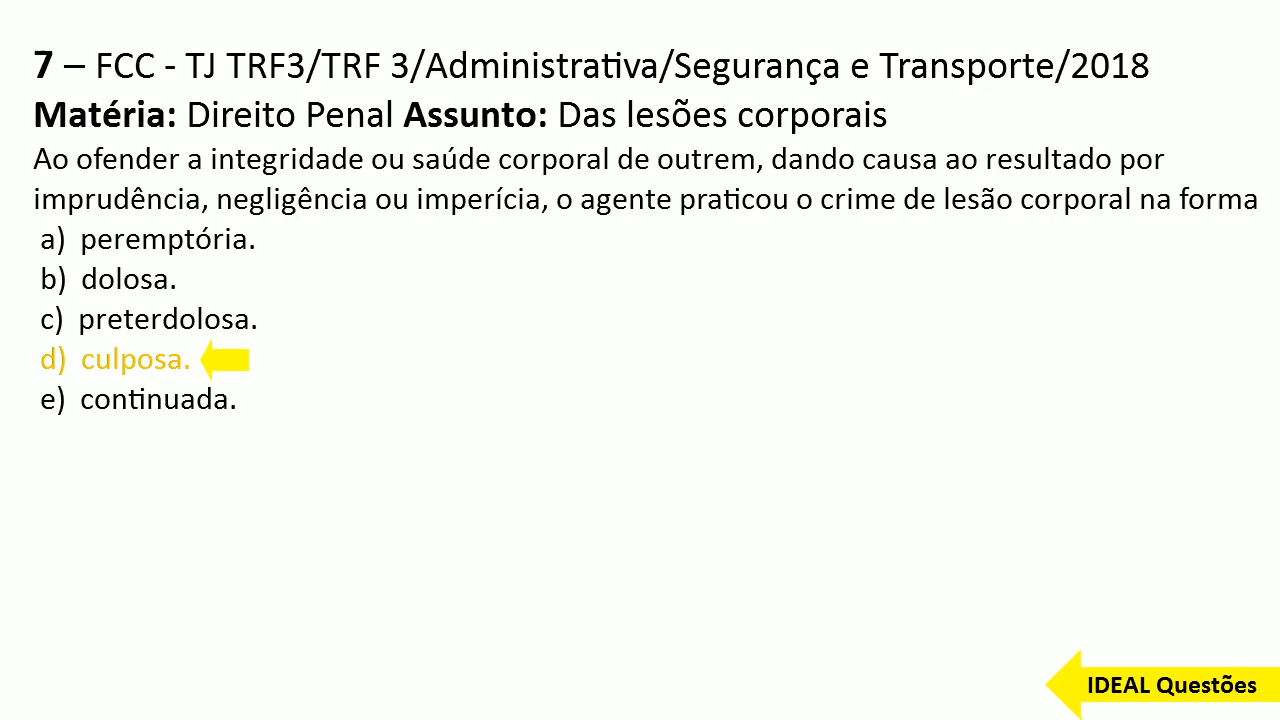 7 – FCC - TJ TRF3/TRF 3/Administrativa/Segurança e Transporte/2018
Matéria: Direito Penal Assunto: Das lesões corporais
Ao ofender a integridade ou saúde corporal de outrem, dando causa ao resultado por
imprudência, negligência ou imperícia, o agente praticou o crime de lesão corporal na forma
a) peremptória.
b) dolosa.
c) preterdolosa.
d) culposa.
e) continuada.
IDEAL Questões